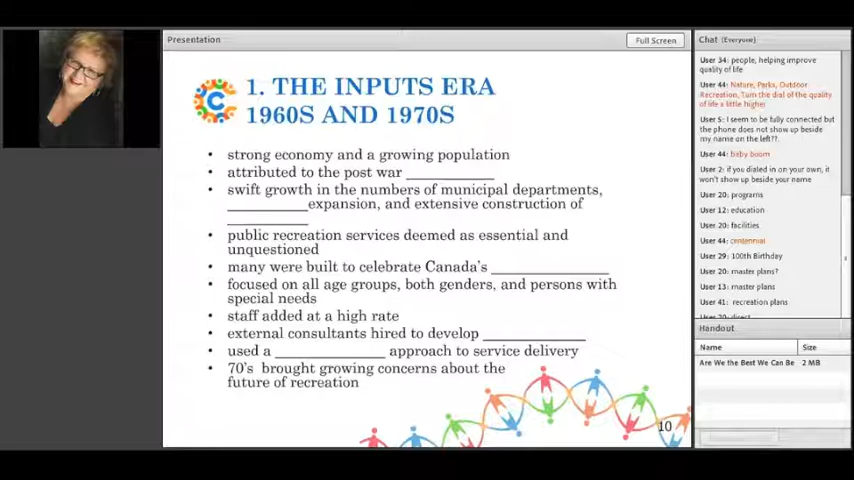 Presentation
Full Screen
1. THE INPUTS ERA
1960S AND 1970S
• strong economy and a growing population
• attributed to the post war __________
• swift growth in the numbers of municipal departments,
_________expansion, and extensive construction of
_________
• public recreation services deemed as essential and
unquestioned
• many were built to celebrate Canada's _____________
• focused on all age groups, both genders, and persons with
special needs
• staff added at a high rate
• external consultants hired to develop ____________
• used a _____________ approach to service delivery
• 70's brought growing concerns about the
future of recreation
10
Chat (Everyone)
User 34: people, helping improve
quality of life
User 44: Nature, Parks, Outdoor
Recreation, Turn the dial of the quality
of life a little higher
User 5: I seem to be fully connected but
the phone does not show up beside
my name on the left??.
User 44: baby boom
User 2: if you dialed in on your own, it
won't show up beside your name
User 20: programs
User 12: education
User 20: facilities
User 44: centennial
User 29: 100th Birthday
User 20: master plans?
User 13: master plans
User 41: recreation plans
User 20: direct
Handout
Name
Size
Are We the Best We Can Be
2 MB